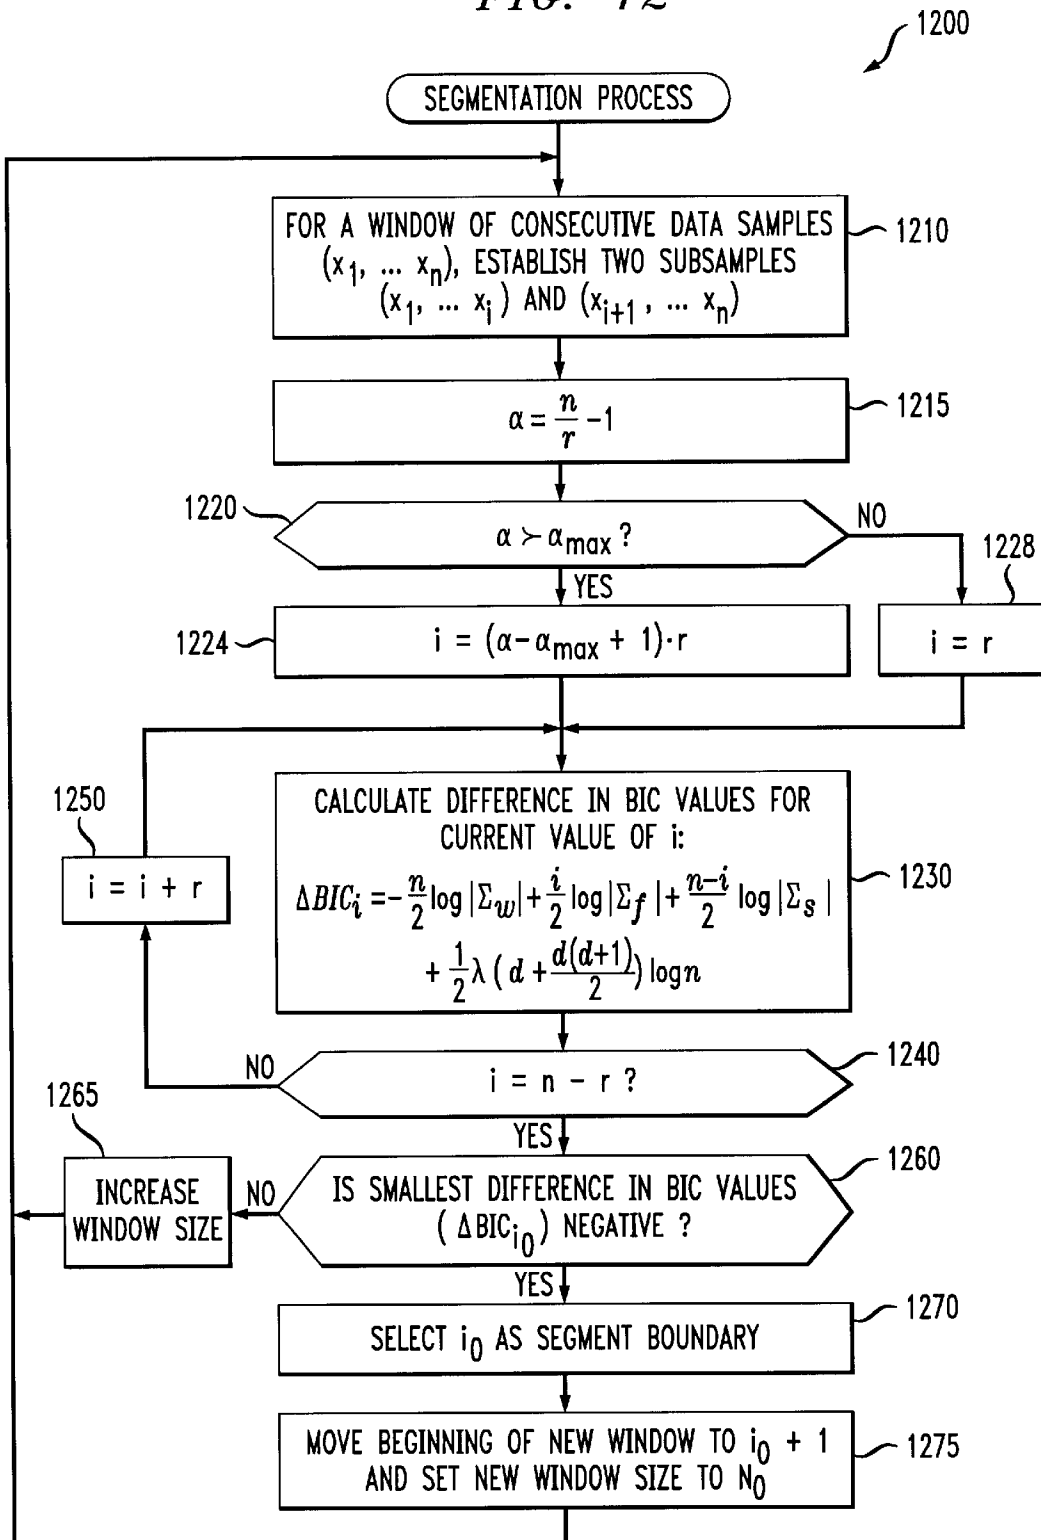 FIG. 12
1200
SEGMENTATION PROCESS
FOR A WINDOW OF CONSECUTIVE DATA SAMPLES
(x1, ... xn), ESTABLISH TWO SUBSAMPLES
(x1, ... xi) AND (xi+1, ... xn)
1210
α = n/r -1
1215
1220
α ≻ αmax ?
NO
YES
1228
1224
i = (α-αmax + 1)·r
i = r
1250
i = i + r
CALCULATE DIFFERENCE IN BIC VALUES FOR
CURRENT VALUE OF i:
ΔBICi = -n/2 log|Σw| + i/2 log|Σf| + n-i/2 log|Σs|
+ 1/2 λ(d + d(d+1)/2) logn
1230
NO
i = n - r ?
1240
YES
1265
INCREASE
WINDOW SIZE
NO
IS SMALLEST DIFFERENCE IN BIC VALUES
(ΔBICi0) NEGATIVE ?
1260
YES
SELECT i0 AS SEGMENT BOUNDARY
1270
MOVE BEGINNING OF NEW WINDOW TO i0 + 1
AND SET NEW WINDOW SIZE TO N0
1275